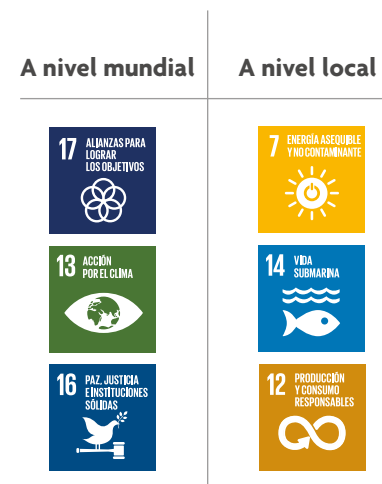 A nivel mundial
A nivel local
17 ALIANZAS PARA
LOGRAR
LOS OBJETIVOS
7 ENERGÍA ASEQUIBLE
Y NO CONTAMINANTE
13 ACCIÓN
POR EL CLIMA
14 VIDA
SUBMARINA
16 PAZ, JUSTICIA
E INSTITUCIONES
SÓLIDAS
12 PRODUCCIÓN
Y CONSUMO
RESPONSABLES